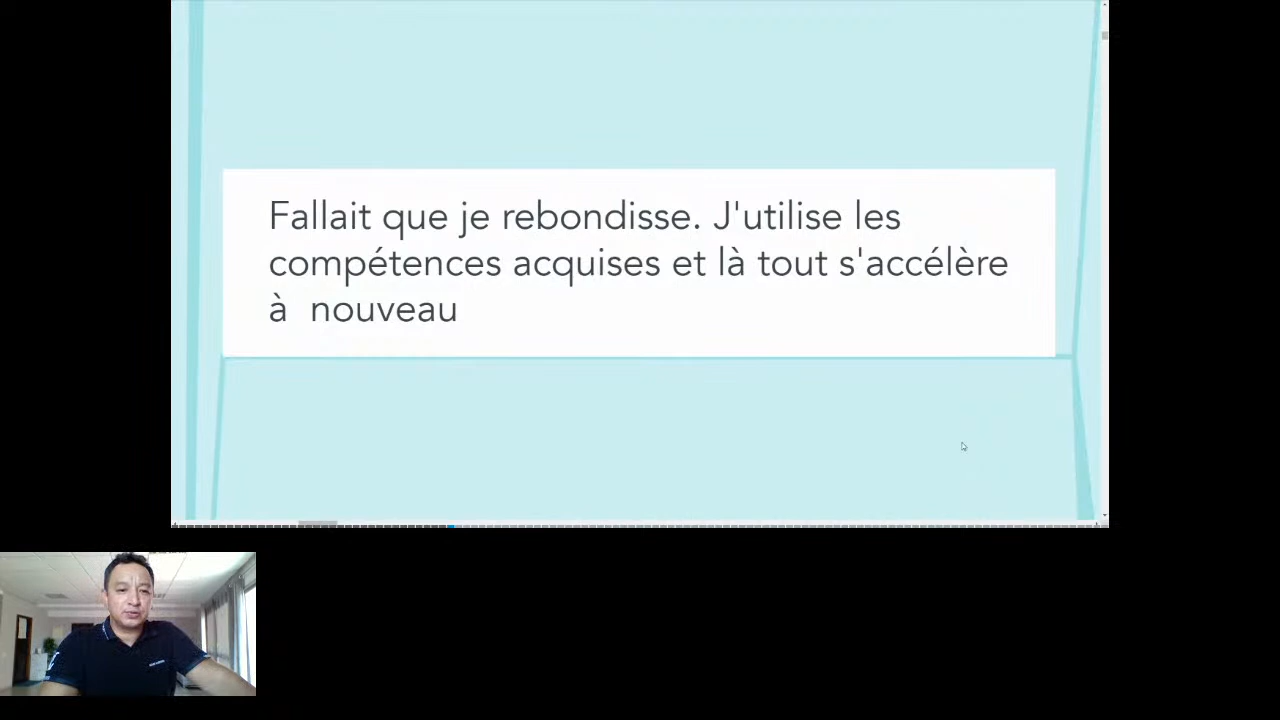 Fallait que je rebondisse. J'utilise les
compétences acquises et là tout s'accélère
à  nouveau